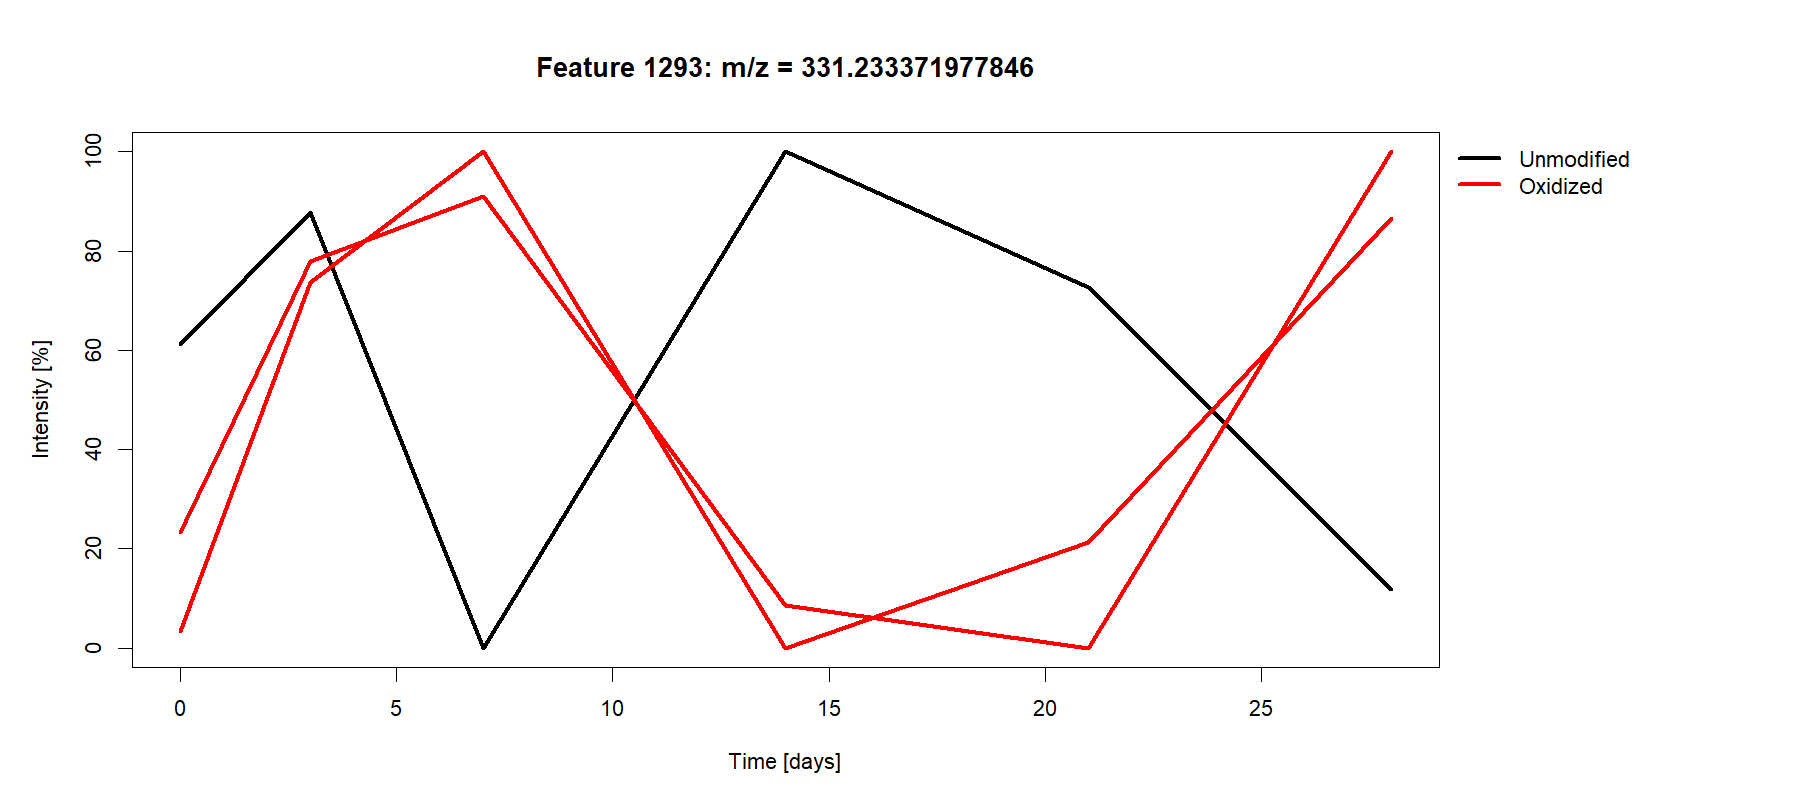 Feature 1293: m/z = 331.233371977846
Unmodified
Oxidized
100
80
60
40
20
0
Intensity [%]
0 5 10 15 20 25
Time [days]